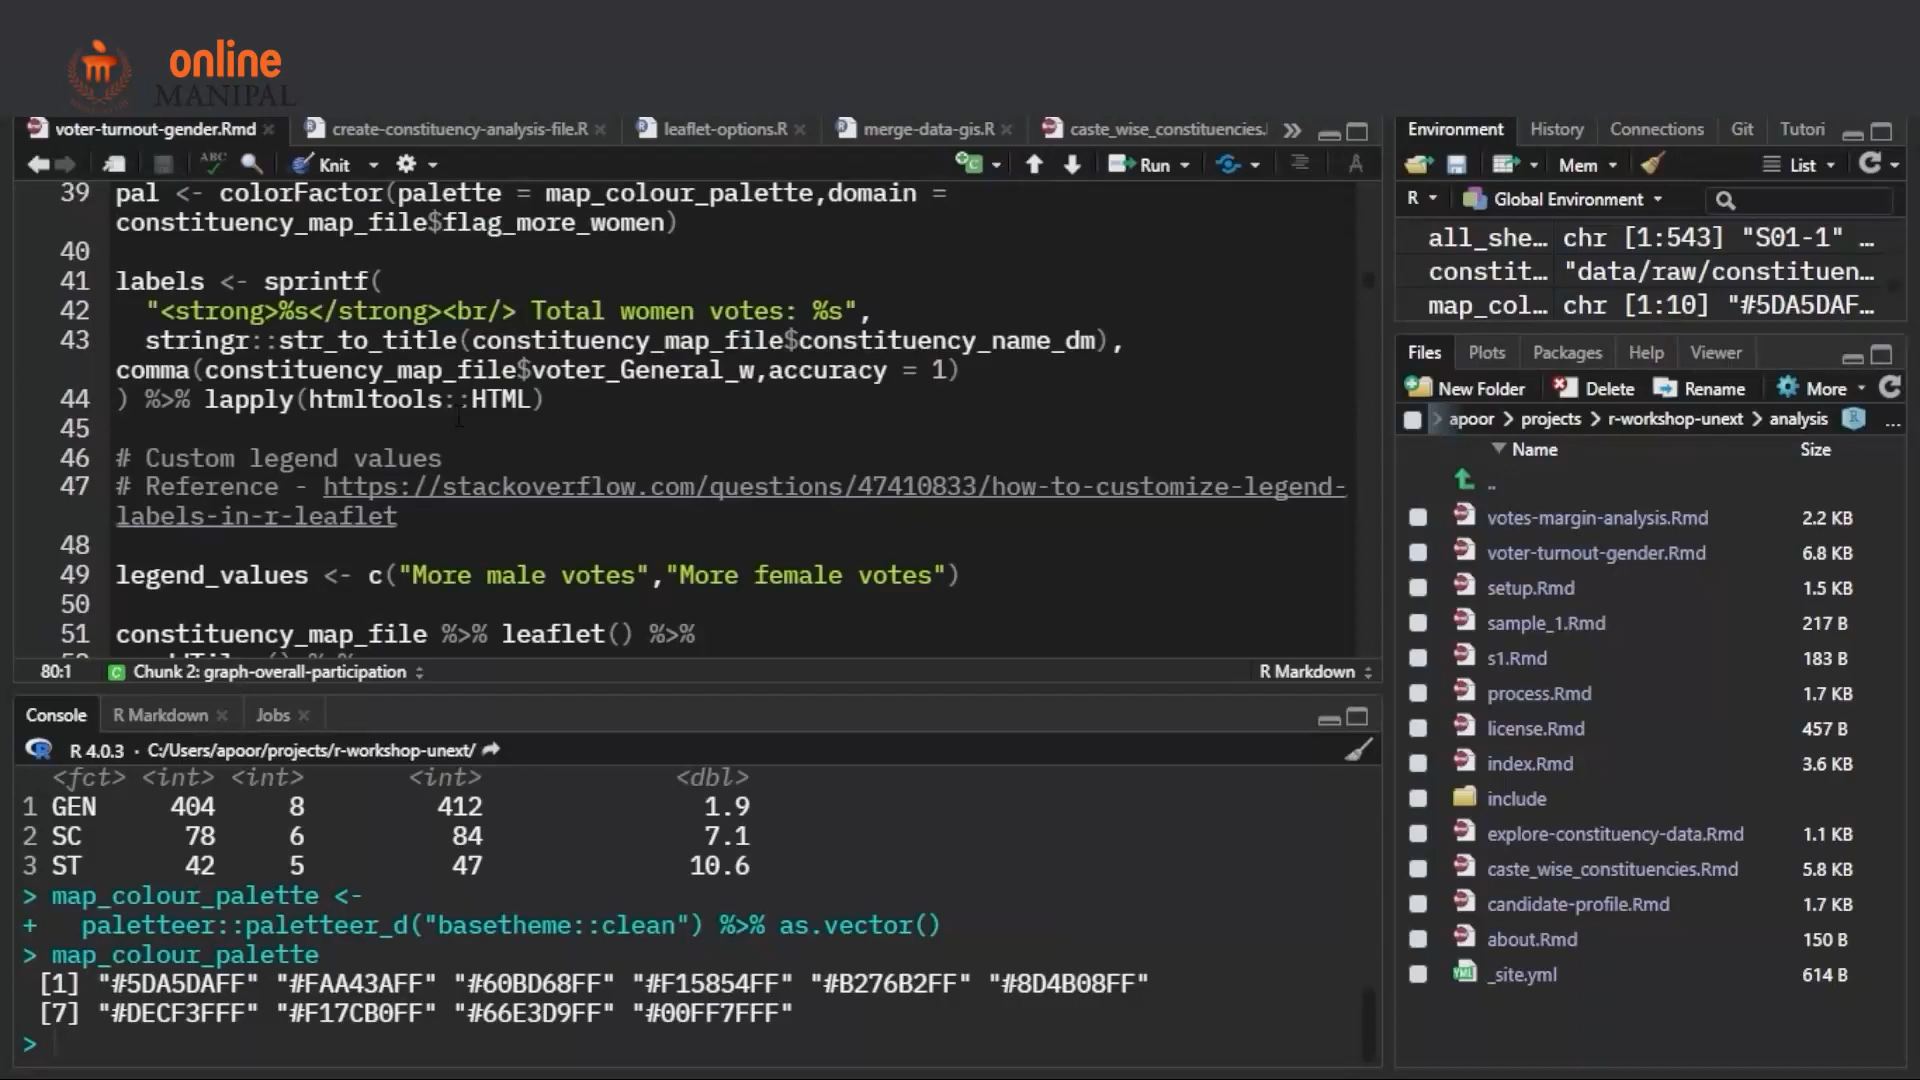 online
MANIPAL
voter-turnout-gender.Rmd
create-constituency-analysis-file.R
leaflet-options.R
merge-data-gis.R
caste_wise_constituencies.
ABC
Knit
Run
39 pal <- colorFactor(palette = map_colour_palette,domain =
constituency_map_file$flag_more_women)
40
41 labels <- sprintf(
42 "<strong>%s</strong><br/> Total women votes: %s",
43 stringr::str_to_title(constituency_map_file$constituency_name_dm),
comma(constituency_map_file$voter_General_w,accuracy = 1)
44 ) %>% lapply(htmltools::HTML)
45
46 # Custom legend values
47 # Reference - https://stackoverflow.com/questions/47410833/how-to-customize-legend-
labels-in-r-leaflet
48
49 legend_values <- c("More male votes","More female votes")
50
51 constituency_map_file %>% leaflet() %>%
80:1 Chunk 2: graph-overall-participation R Markdown
Console R Markdown Jobs
R 4.0.3 · C:/Users/apoor/projects/r-workshop-unext/
<fct> <int> <int> <int> <dbl>
1 GEN 404 8 412 1.9
2 SC 78 6 84 7.1
3 ST 42 5 47 10.6
> map_colour_palette <-
+ paletteer::paletteer_d("basetheme::clean") %>% as.vector()
> map_colour_palette
[1] "#5DA5DAFF" "#FAA43AFF" "#60BD68FF" "#F15854FF" "#B276B2FF" "#8D4B08FF"
[7] "#DECF3FFF" "#F17CB0FF" "#66E3D9FF" "#00FF7FFF"
>
Environment History Connections Git Tutori
Mem List
R Global Environment
all_she… chr [1:543] "S01-1" …
constit… "data/raw/constituen…
map_col… chr [1:10] "#5DA5DAF…
Files Plots Packages Help Viewer
New Folder Delete Rename More
apoor > projects > r-workshop-unext > analysis ...
Name Size
..
votes-margin-analysis.Rmd 2.2 KB
voter-turnout-gender.Rmd 6.8 KB
setup.Rmd 1.5 KB
sample_1.Rmd 217 B
s1.Rmd 183 B
process.Rmd 1.7 KB
license.Rmd 457 B
index.Rmd 3.6 KB
include
explore-constituency-data.Rmd 1.1 KB
caste_wise_constituencies.Rmd 5.8 KB
candidate-profile.Rmd 1.7 KB
about.Rmd 150 B
_site.yml 614 B